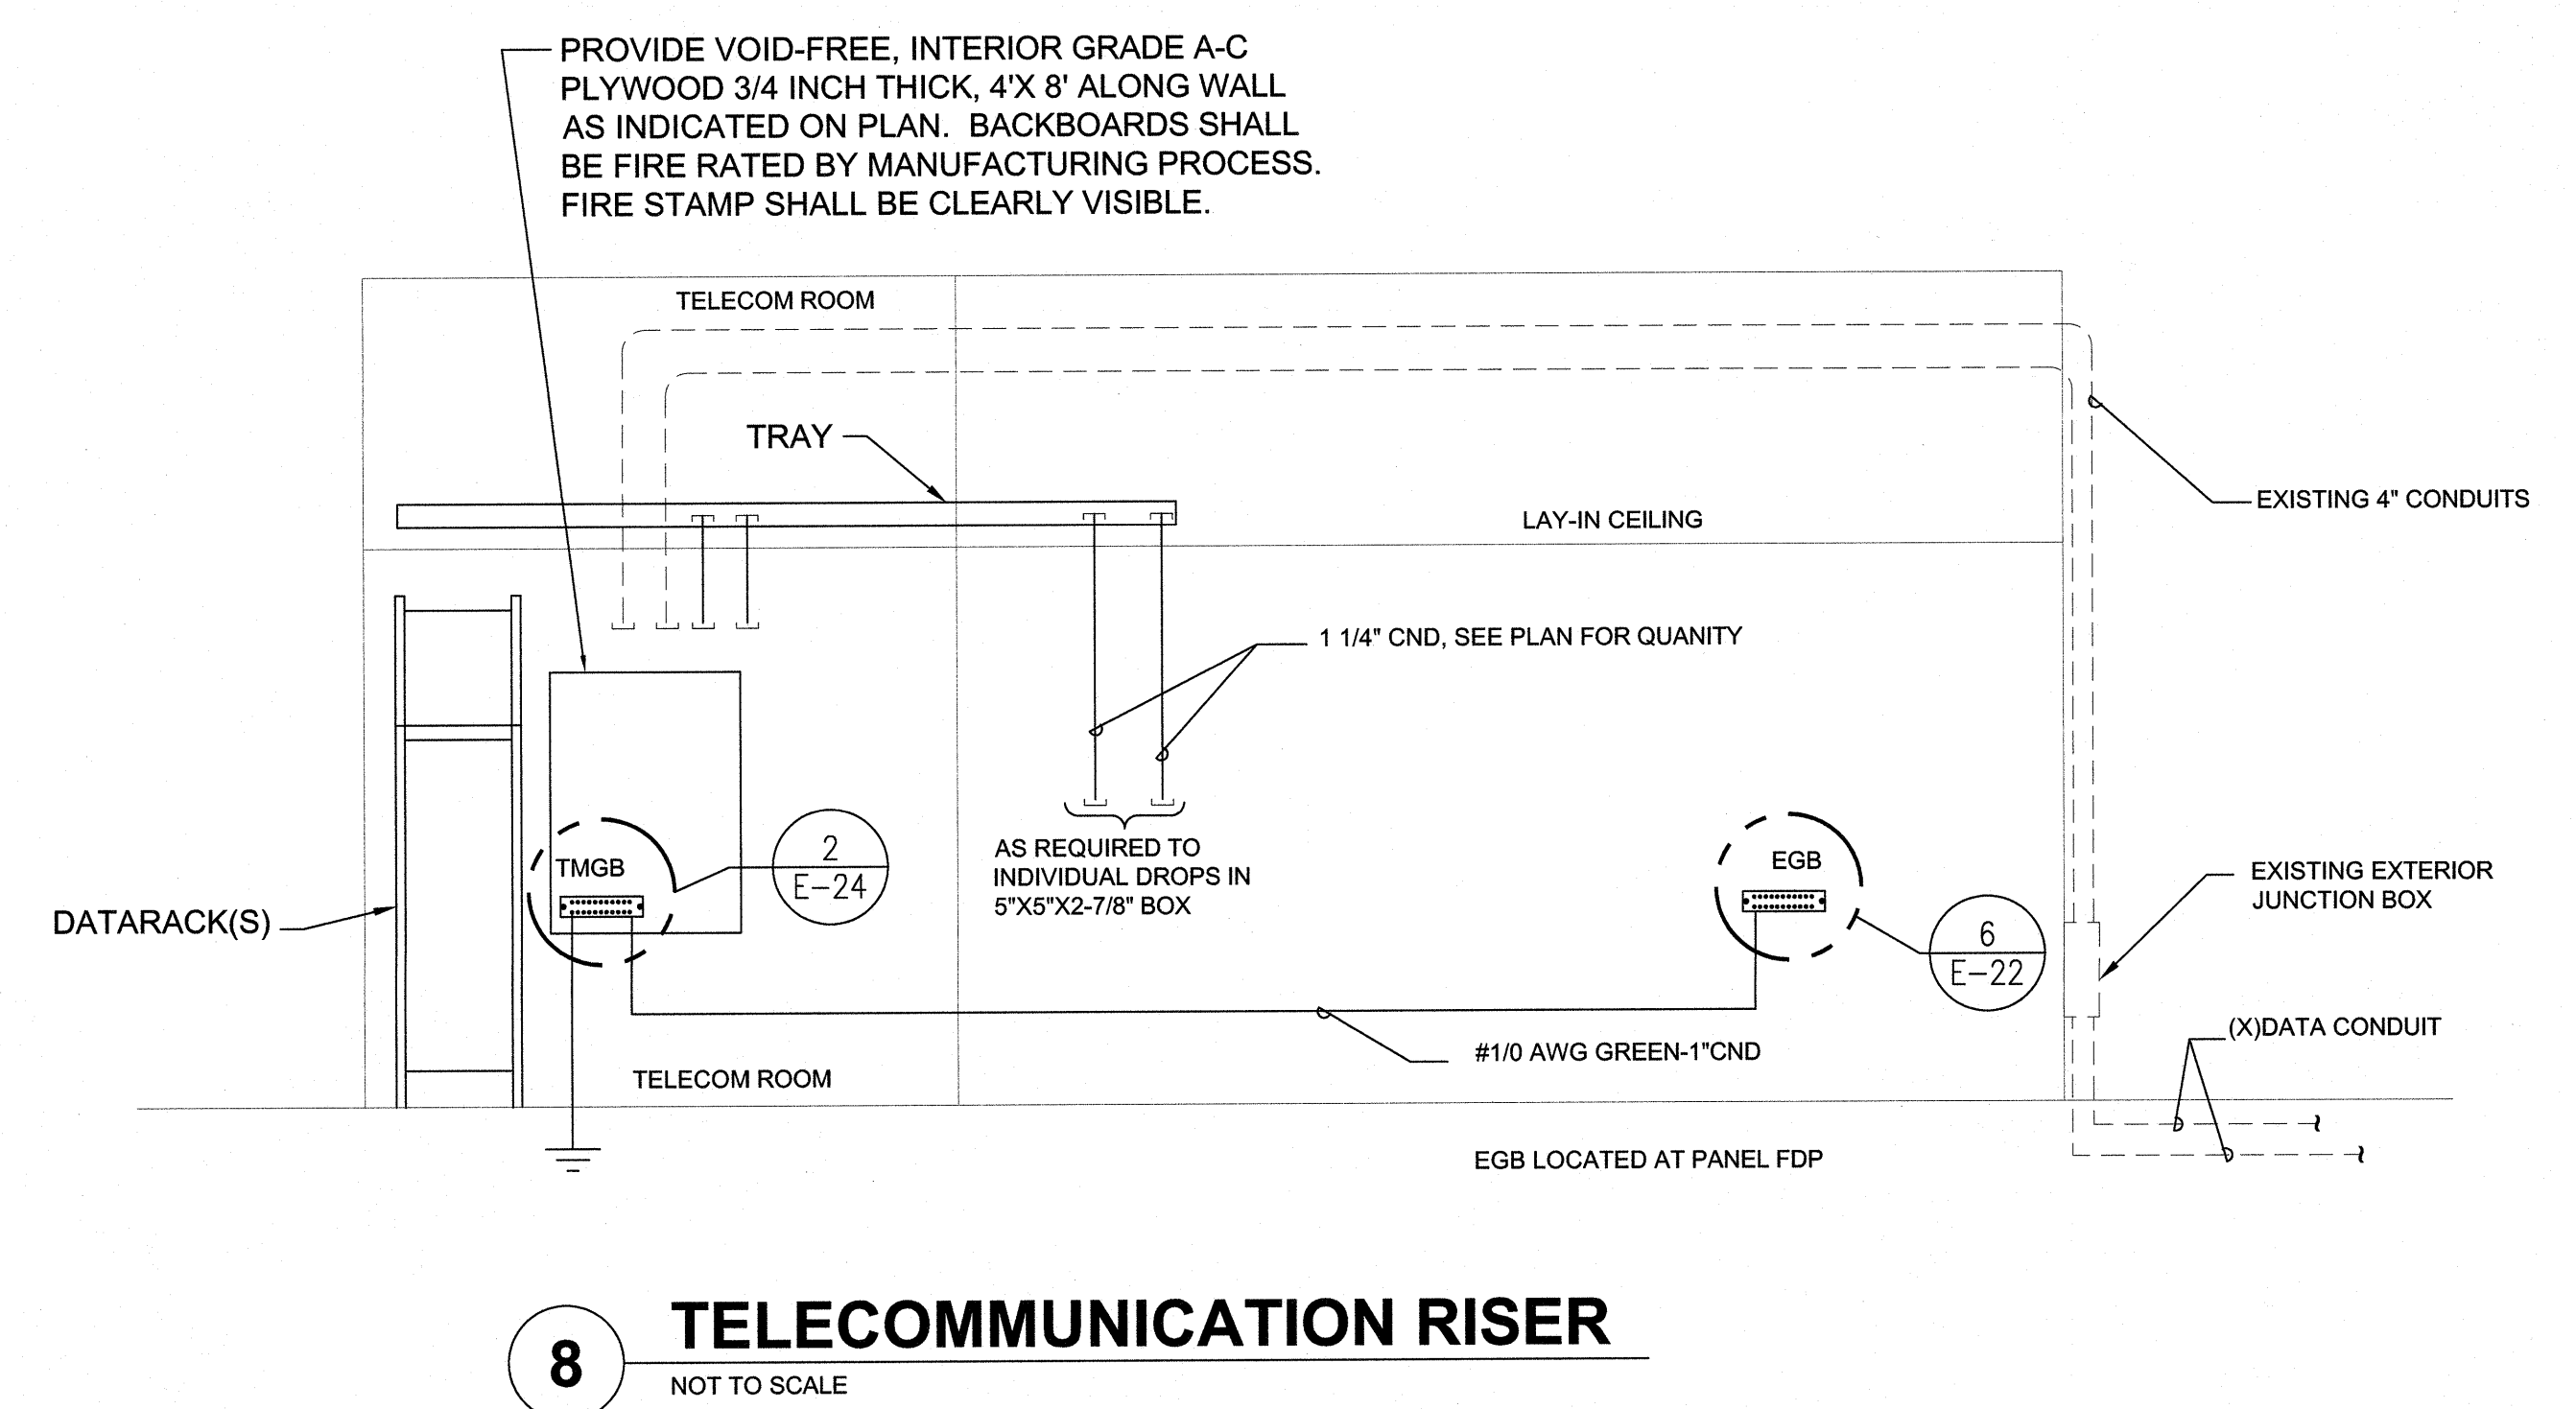 PROVIDE VOID-FREE, INTERIOR GRADE A-C
PLYWOOD 3/4 INCH THICK, 4'X 8' ALONG WALL
AS INDICATED ON PLAN. BACKBOARDS SHALL
BE FIRE RATED BY MANUFACTURING PROCESS.
FIRE STAMP SHALL BE CLEARLY VISIBLE.
TELECOM ROOM
TRAY
EXISTING 4" CONDUITS
LAY-IN CEILING
1 1/4" CND, SEE PLAN FOR QUANITY
TMGB
2
E-24
AS REQUIRED TO
INDIVIDUAL DROPS IN
5"X5"X2-7/8" BOX
EGB
6
E-22
EXISTING EXTERIOR
JUNCTION BOX
DATARACK(S)
(X)DATA CONDUIT
#1/0 AWG GREEN-1"CND
TELECOM ROOM
EGB LOCATED AT PANEL FDP
8
TELECOMMUNICATION RISER
NOT TO SCALE